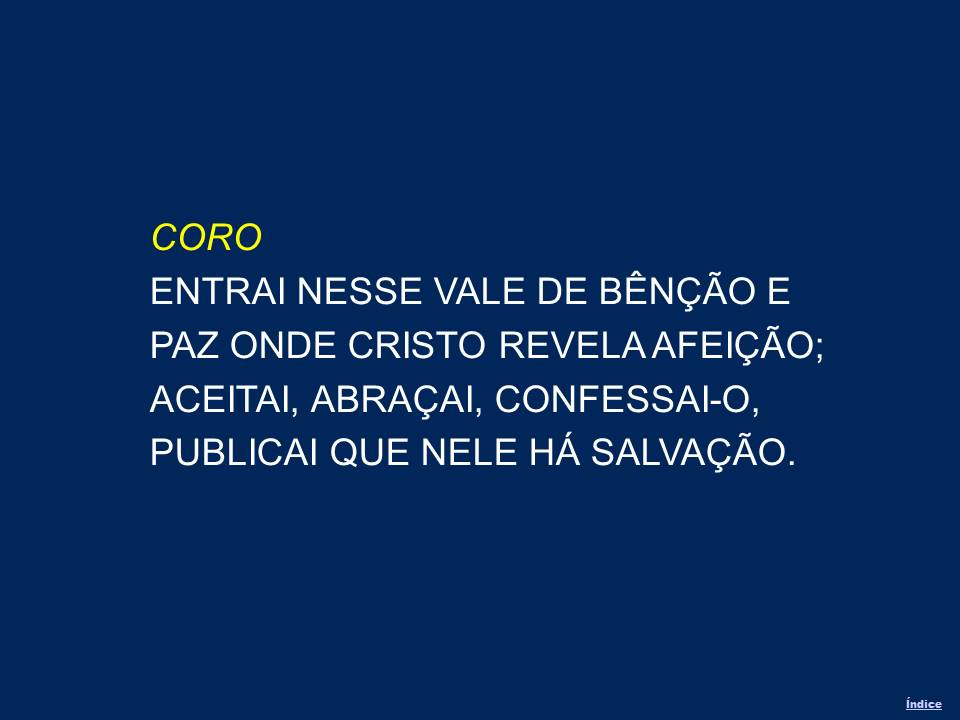 CORO
ENTRAI NESSE VALE DE BÊNÇÃO E
PAZ ONDE CRISTO REVELA AFEIÇÃO;
ACEITAI, ABRAÇAI, CONFESSAI-O,
PUBLICAI QUE NELE HÁ SALVAÇÃO.
Índice